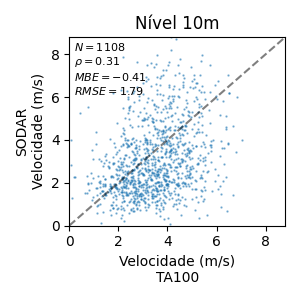 Nível 10m
N = 1108
ρ = 0.31
MBE = −0.41
RMSE = 1.79
SODAR
Velocidade (m/s)
8
6
4
2
0
0 2 4 6 8
Velocidade (m/s)
TA100